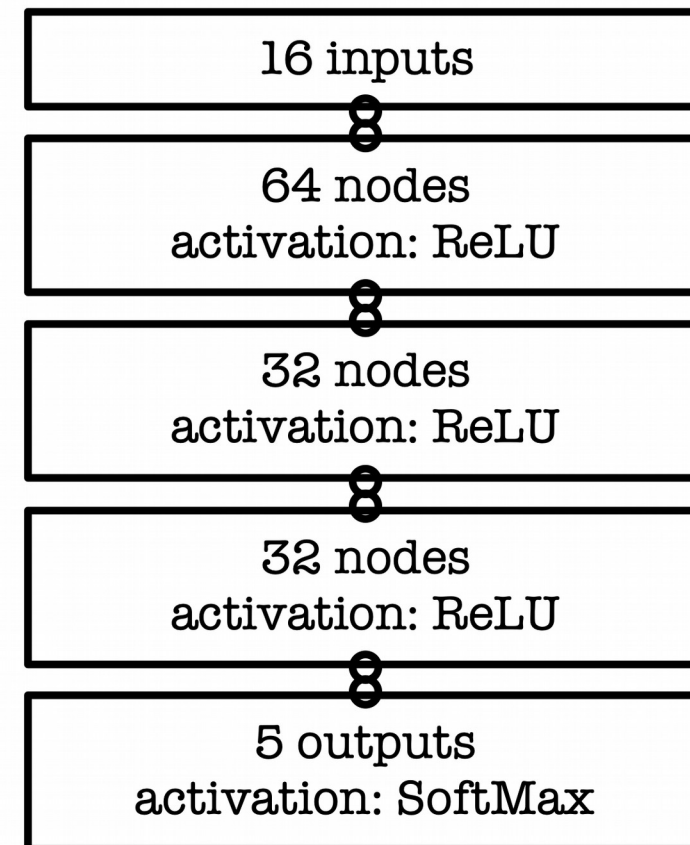 16 inputs
64 nodes
activation: ReLU
32 nodes
activation: ReLU
32 nodes
activation: ReLU
5 outputs
activation: SoftMax